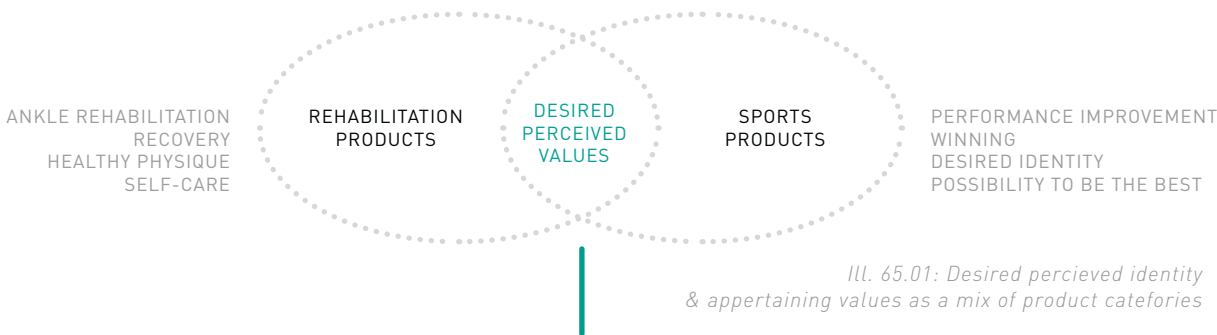 ANKLE REHABILITATION
RECOVERY
HEALTHY PHYSIQUE
SELF-CARE
REHABILITATION
PRODUCTS
DESIRED
PERCEIVED
VALUES
SPORTS
PRODUCTS
PERFORMANCE IMPROVEMENT
WINNING
DESIRED IDENTITY
POSSIBILITY TO BE THE BEST
Ill. 65.01: Desired percieved identity
& appertaining values as a mix of product catefories